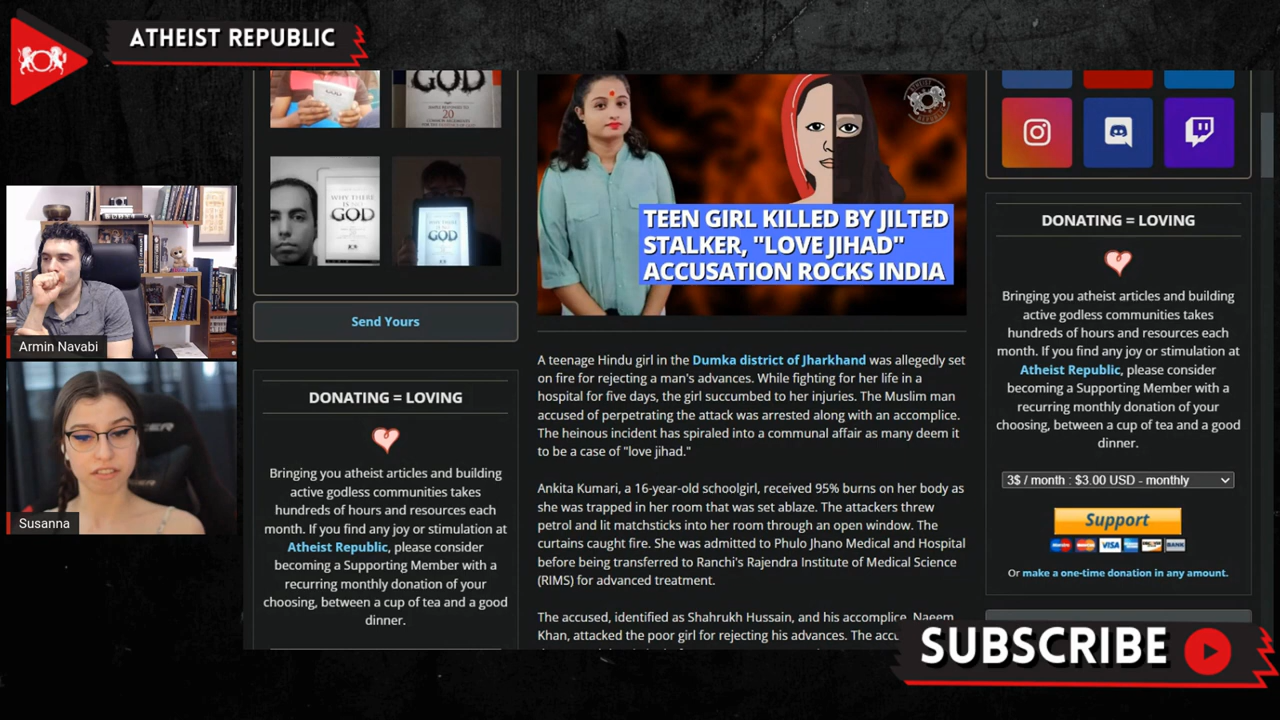 ATHEIST REPUBLIC
GOD
20
WHY THERE
IS NO
GOD
GOD
Send Yours
DONATING = LOVING
Bringing you atheist articles and building
active godless communities takes
hundreds of hours and resources each
month. If you find any joy or stimulation at
Atheist Republic, please consider
becoming a Supporting Member with a
recurring monthly donation of your
choosing, between a cup of tea and a good
dinner.
TEEN GIRL KILLED BY JILTED
STALKER, "LOVE JIHAD"
ACCUSATION ROCKS INDIA
A teenage Hindu girl in the Dumka district of Jharkhand was allegedly set
on fire for rejecting a man's advances. While fighting for her life in a
hospital for five days, the girl succumbed to her injuries. The Muslim man
accused of perpetrating the attack was arrested along with an accomplice.
The heinous incident has spiraled into a communal affair as many deem it
to be a case of "love jihad."
Ankita Kumari, a 16-year-old schoolgirl, received 95% burns on her body as
she was trapped in her room that was set ablaze. The attackers threw
petrol and lit matchsticks into her room through an open window. The
curtains caught fire. She was admitted to Phulo Jhano Medical and Hospital
before being transferred to Ranchi's Rajendra Institute of Medical Science
(RIMS) for advanced treatment.
The accused, identified as Shahrukh Hussain, and his accomplice, Naeem
Khan, attacked the poor girl for rejecting his advances. The
DONATING = LOVING
Bringing you atheist articles and building
active godless communities takes
hundreds of hours and resources each
month. If you find any joy or stimulation at
Atheist Republic, please consider
becoming a Supporting Member with a
recurring monthly donation of your
choosing, between a cup of tea and a good
dinner.
3$ / month : $3.00 USD - monthly
Support
VISA
BANK
Or make a one-time donation in any amount.
Armin Navabi
Susanna
SUBSCRIBE